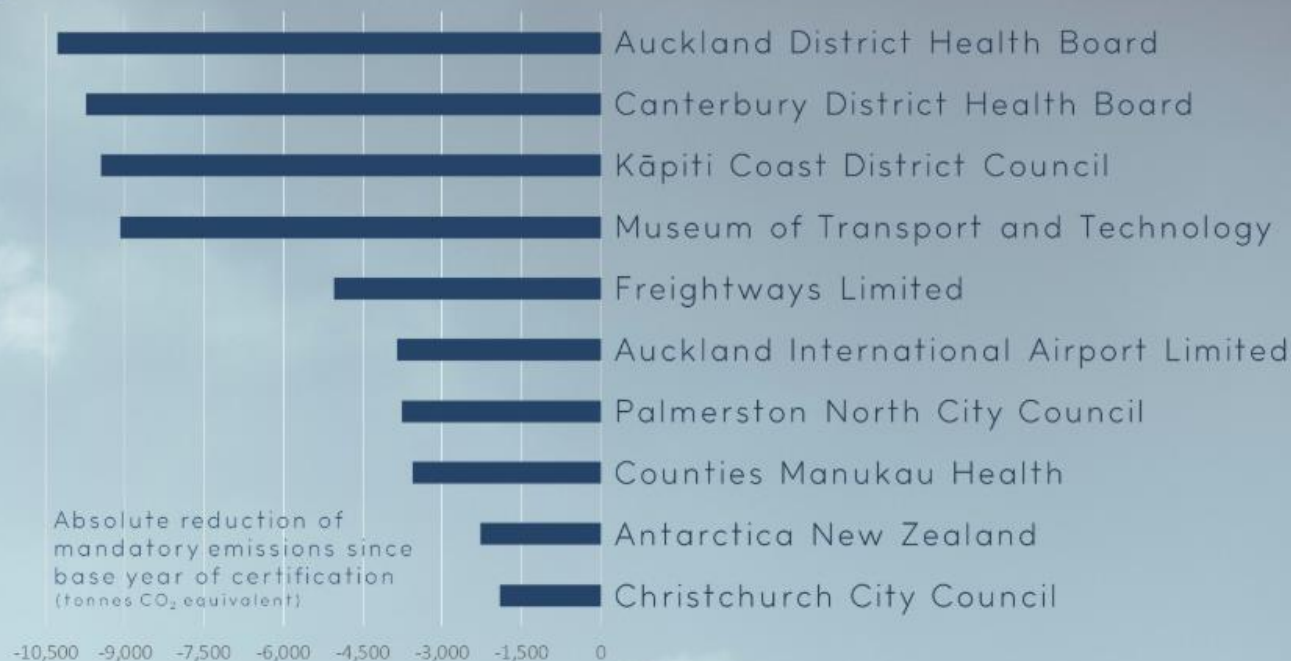 Auckland District Health Board
Canterbury District Health Board
Kāpiti Coast District Council
Museum of Transport and Technology
Freightways Limited
Auckland International Airport Limited
Palmerston North City Council
Counties Manukau Health
Antarctica New Zealand
Christchurch City Council
Absolute reduction of
mandatory emissions since
base year of certification
(tonnes CO₂ equivalent)
-10,500 -9,000 -7,500 -6,000 -4,500 -3,000 -1,500 0